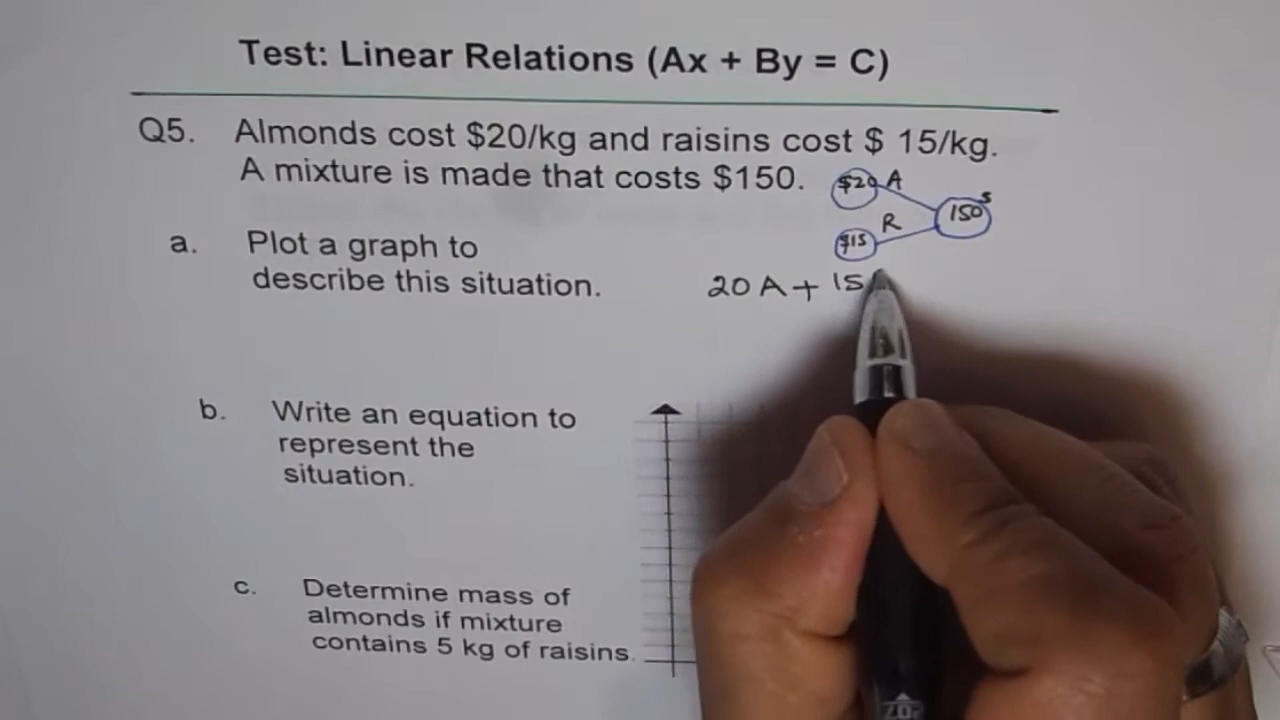 Test: Linear Relations (Ax + By = C)
Q5. Almonds cost $20/kg and raisins cost $ 15/kg.
A mixture is made that costs $150.
$20 A
150 $
R
$15
a. Plot a graph to
describe this situation.
20 A + 15
b. Write an equation to
represent the
situation.
c. Determine mass of
almonds if mixture
contains 5 kg of raisins.